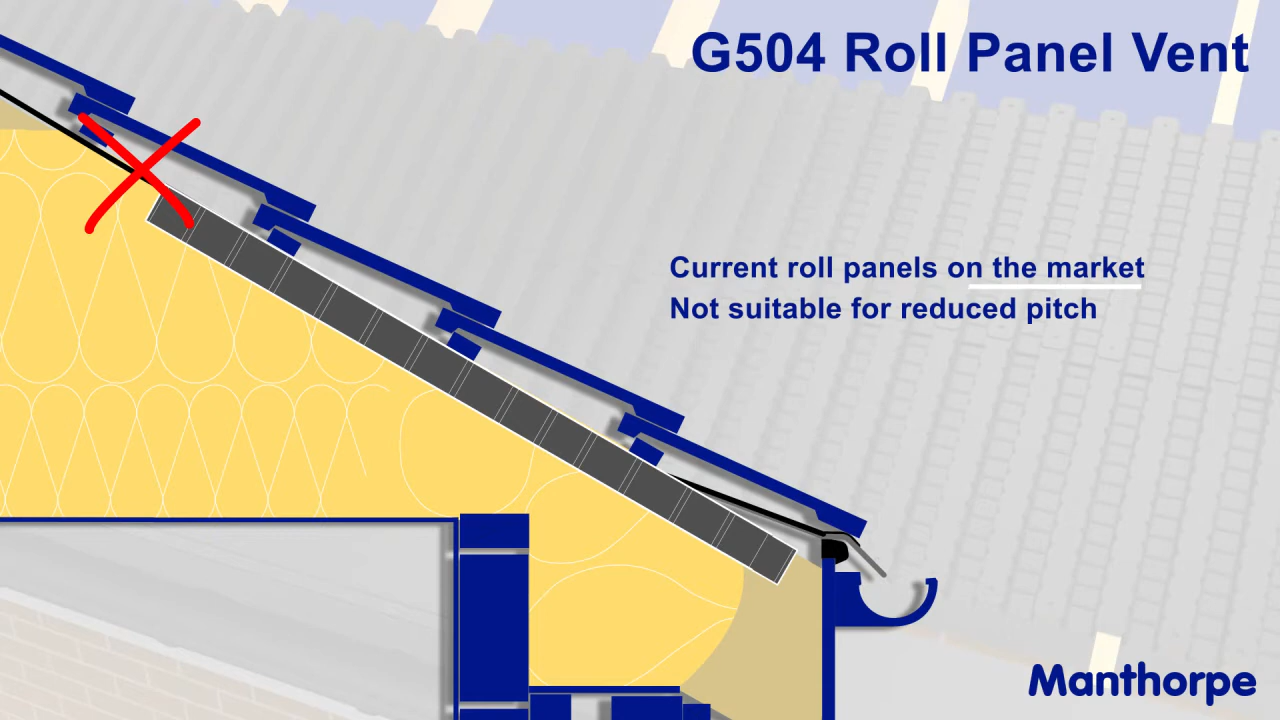 G504 Roll Panel Vent
Current roll panels on the market
Not suitable for reduced pitch
Manthorpe